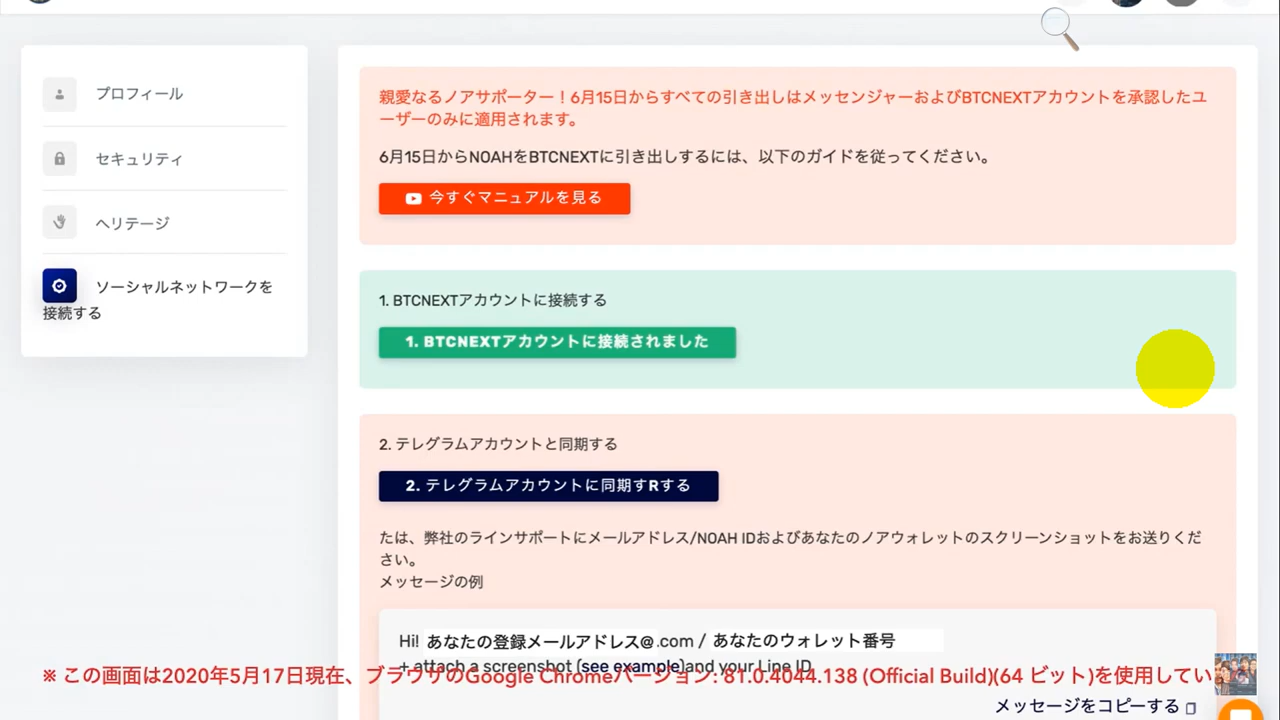 プロフィール
セキュリティ
ヘリテージ
ソーシャルネットワークを
接続する
親愛なるノアサポーター！6月15日からすべての引き出しはメッセンジャーおよびBTCNEXTアカウントを承認したユ
ーザーのみに適用されます。
6月15日からNOAHをBTCNEXTに引き出しするには、以下のガイドを従ってください。
今すぐマニュアルを見る
1. BTCNEXTアカウントに接続する
1. BTCNEXTアカウントに接続されました
2. テレグラムアカウントと同期する
2. テレグラムアカウントに同期すRする
たは、弊社のラインサポートにメールアドレス/NOAH IDおよびあなたのノアウォレットのスクリーンショットをお送りくだ
さい。
メッセージの例
Hi! あなたの登録メールアドレス@.com / あなたのウォレット番号
+ attach a screenshot (see example)and your Line ID
※ この画面は2020年5月17日現在、ブラウザのGoogle Chromeバージョン: 81.0.4044.138 (Official Build)(64 ビット)を使用してい
メッセージをコピーする